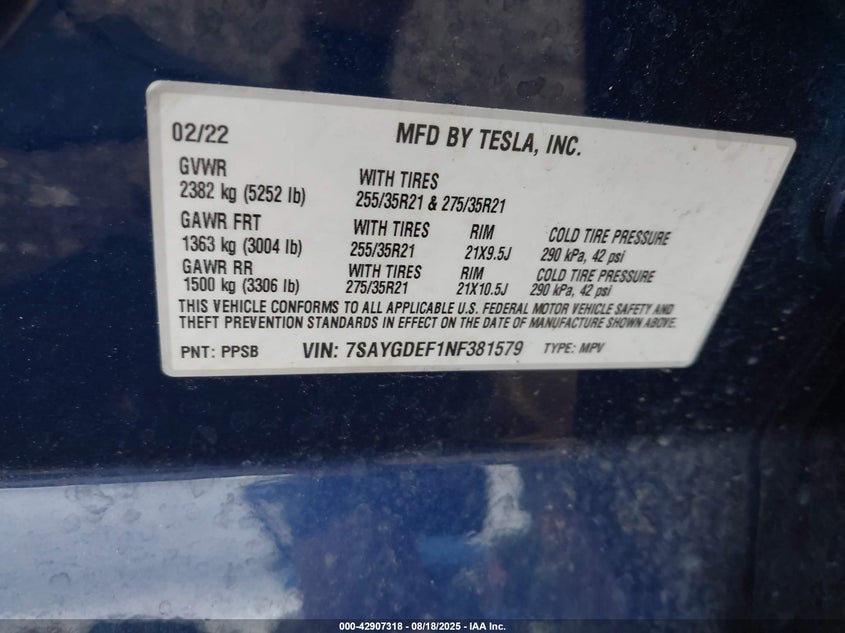 02/22 MFD BY TESLA, INC.
GVWR
2382 kg (5252 lb)
WITH TIRES
255/35R21 & 275/35R21
GAWR FRT
1363 kg (3004 lb)
WITH TIRES
255/35R21
RIM
21X9.5J
COLD TIRE PRESSURE
290 kPa, 42 psi
GAWR RR
1500 kg (3306 lb)
WITH TIRES
275/35R21
RIM
21X10.5J
COLD TIRE PRESSURE
290 kPa, 42 psi
THIS VEHICLE CONFORMS TO ALL APPLICABLE U.S. FEDERAL MOTOR VEHICLE SAFETY AND
THEFT PREVENTION STANDARDS IN EFFECT ON THE DATE OF MANUFACTURE SHOWN ABOVE.
PNT: PPSB VIN: 7SAYGDEF1NF381579 TYPE: MPV
000-42907318 - 08/18/2025 - IAA Inc.